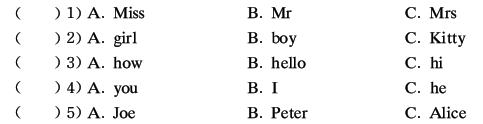 ( ) 1) A. Miss B. Mr C. Mrs
( ) 2) A. girl B. boy C. Kitty
( ) 3) A. how B. hello C. hi
( ) 4) A. you B. I C. he
( ) 5) A. Joe B. Peter C. Alice